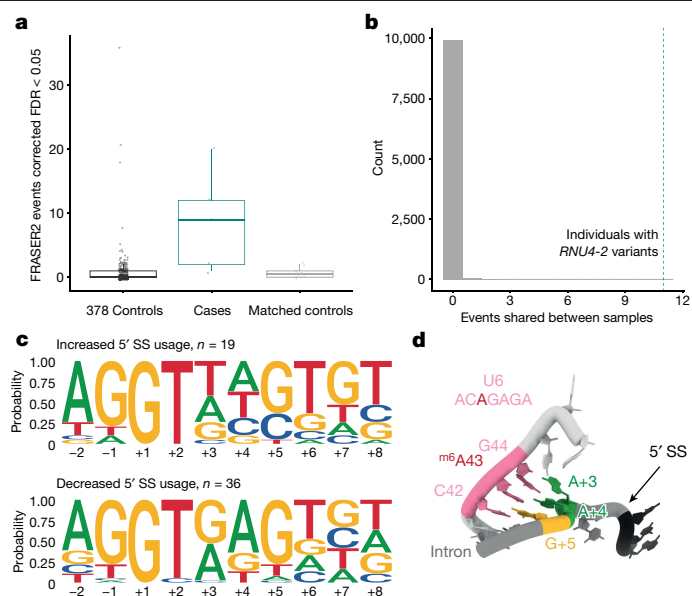 a
FRASER2 events corrected FDR < 0.05
30
20
10
0
378 Controls Cases Matched controls
b
Count
10,000
7,500
5,000
2,500
0
Individuals with
RNU4-2 variants
0 3 6 9 12
Events shared between samples
c
Increased 5′ SS usage, n = 19
Probability
1.00
0.75
0.50
0.25
0
A T C G
G T A
G
T
T A G C
A T G C
G C T A
T G C A
G T A C
T C G A
−2 −1 +1 +2 +3 +4 +5 +6 +7 +8
Decreased 5′ SS usage, n = 36
Probability
1.00
0.75
0.50
0.25
0
−2 −1 +1 +2 +3 +4 +5 +6 +7 +8
d
U6
ACAGAGA
G44
m6A43
C42
A+3
A+4
5′ SS
G+5
Intron